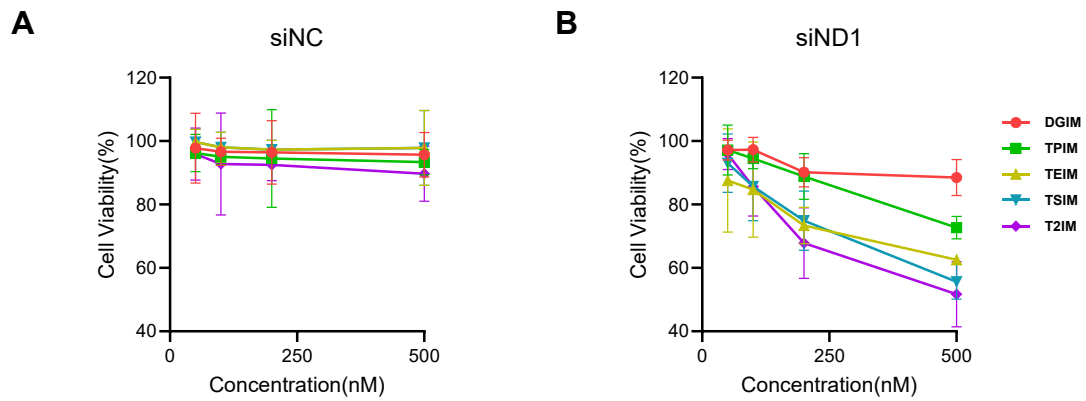 A
siNC
Cell Viability(%)
120
100
80
60
40
0
250
500
Concentration(nM)
B
siND1
Cell Viability(%)
120
100
80
60
40
0
250
500
Concentration(nM)
DGIM
TPIM
TEIM
TSIM
T2IM